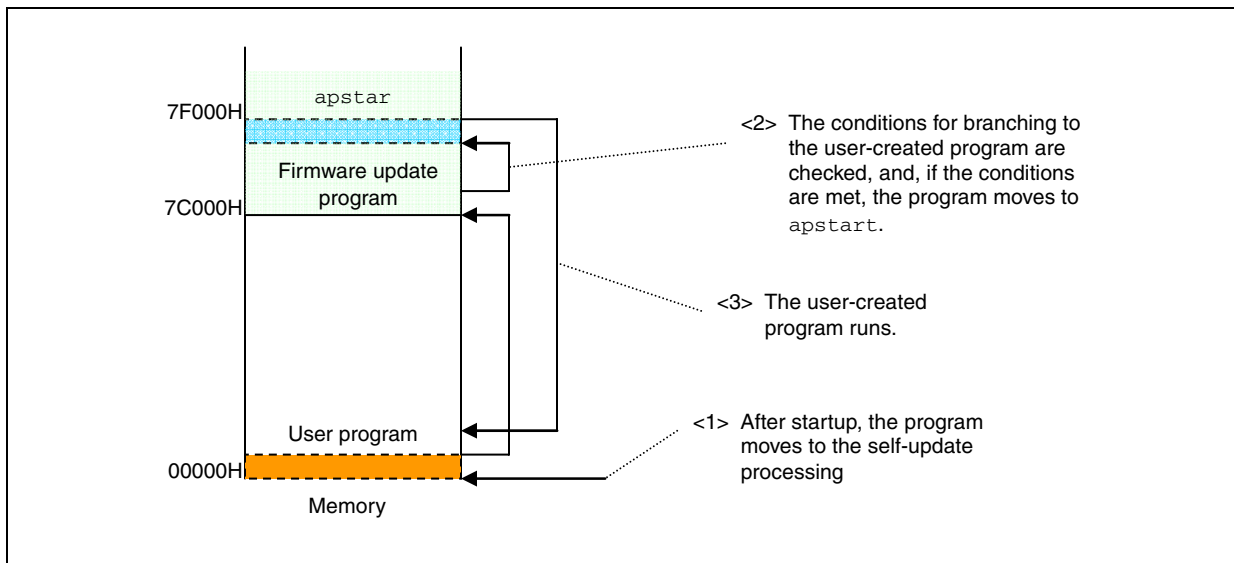 apstar
7F000H
Firmware update
program
7C000H
User program
00000H
Memory
<2> The conditions for branching to
the user-created program are
checked, and, if the conditions
are met, the program moves to
apstart.
<3> The user-created
program runs.
<1> After startup, the program
moves to the self-update
processing